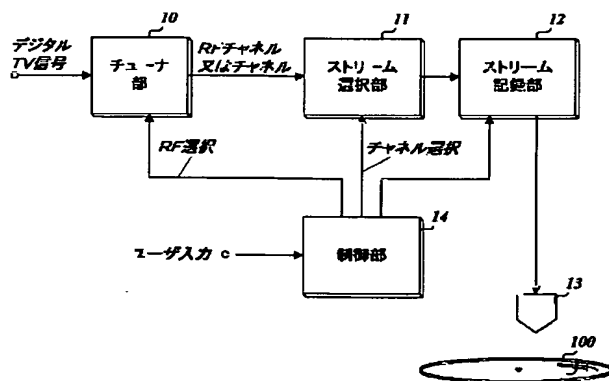 10
11
12
デジタル
TV信号
チューナ
部
RFチャネル
又はチャネル
ストリーム
選択部
ストリーム
記録部
RF選択
チャネル選択
14
ユーザ入力 c
制御部
13
100